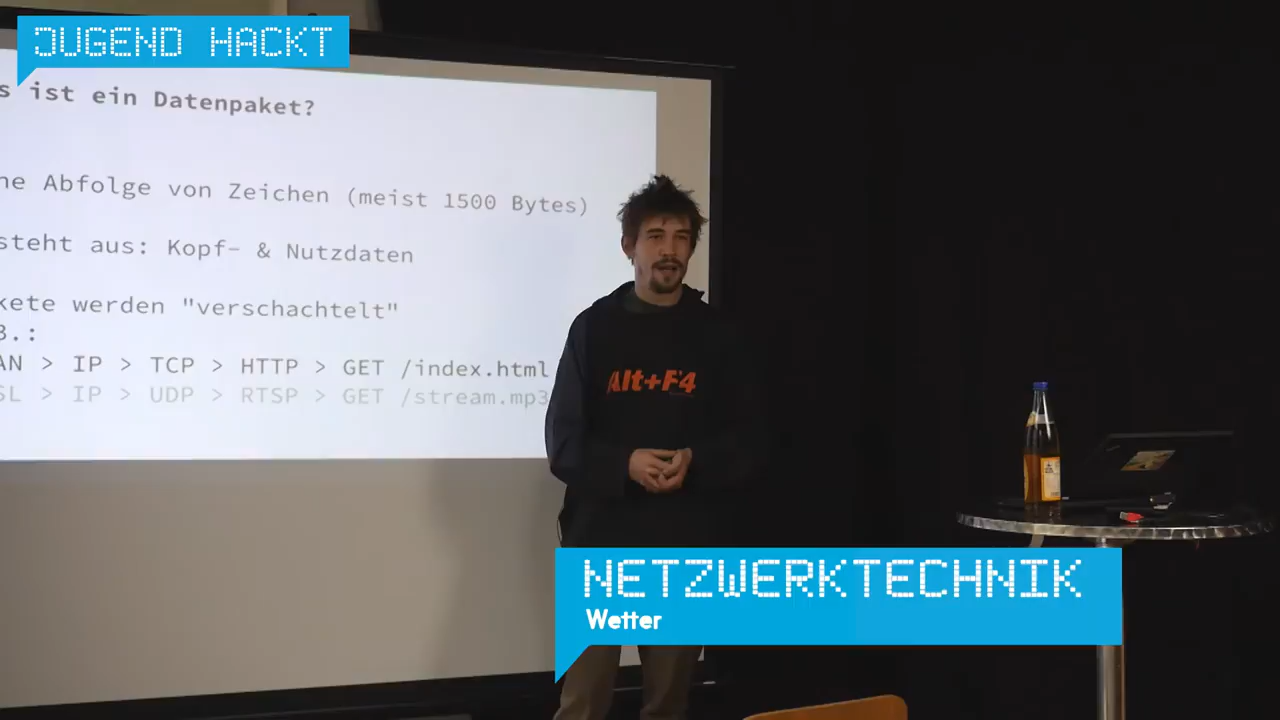 JUGEND HACKT
s ist ein Datenpaket?
ne Abfolge von Zeichen (meist 1500 Bytes)
steht aus: Kopf- & Nutzdaten
kete werden "verschachtelt"
B.:
AN > IP > TCP > HTTP > GET /index.html
SL > IP > UDP > RTSP > GET /stream.mp3
Alt+F4
NETZWERKTECHNIK
Wetter